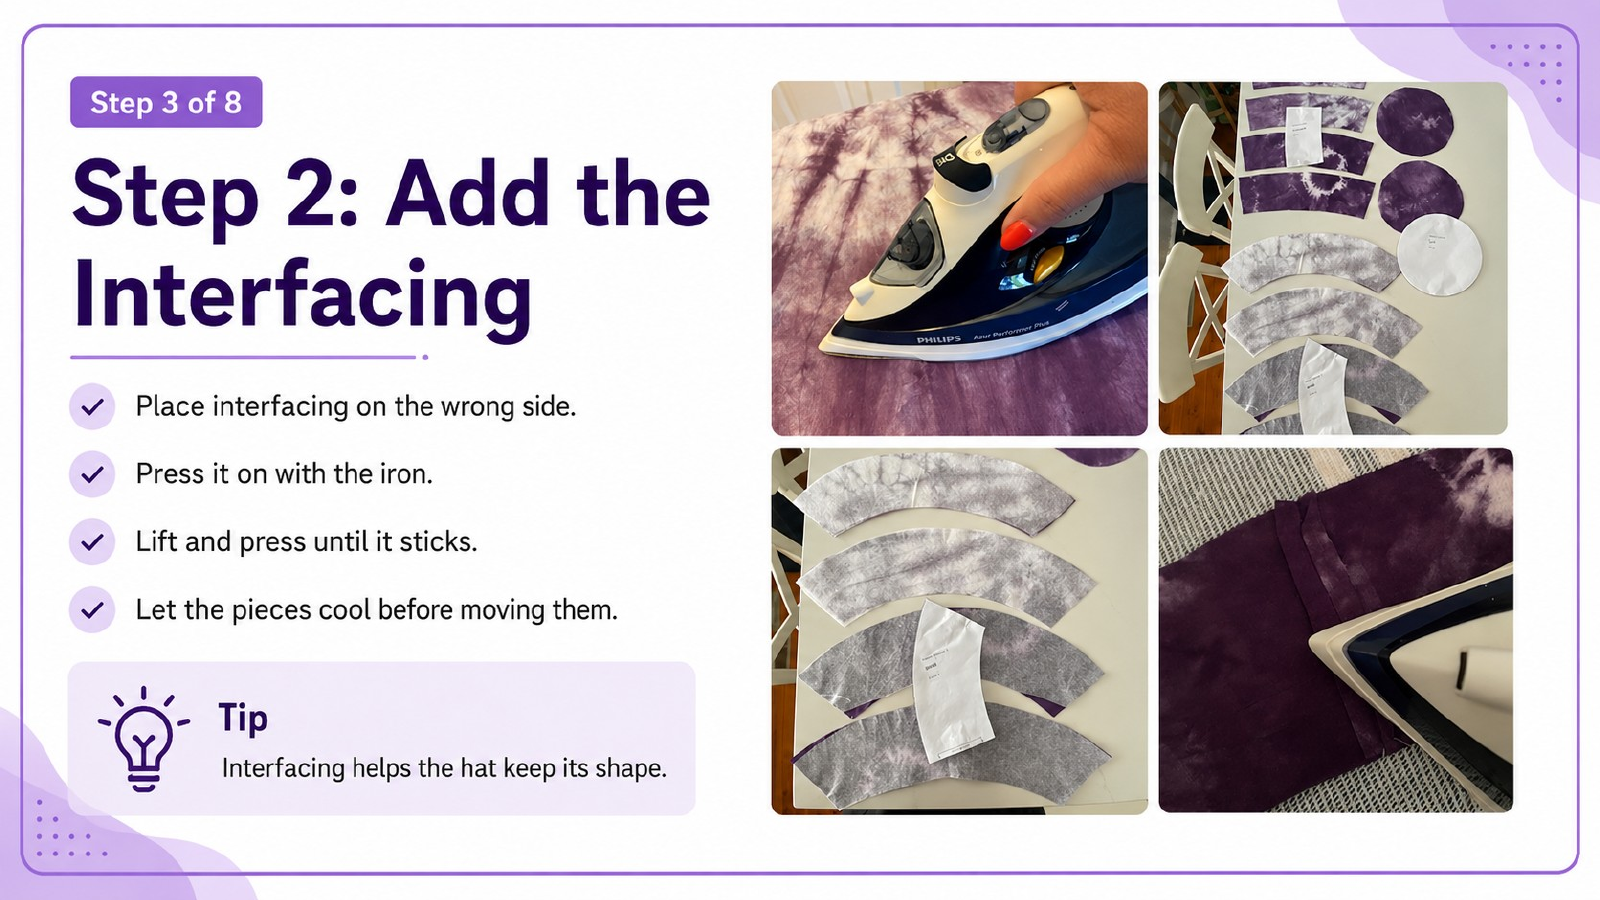 Step 3 of 8
Step 2: Add the
Interfacing
Place interfacing on the wrong side.
Press it on with the iron.
Lift and press until it sticks.
Let the pieces cool before moving them.
Tip
Interfacing helps the hat keep its shape.
PHILIPS